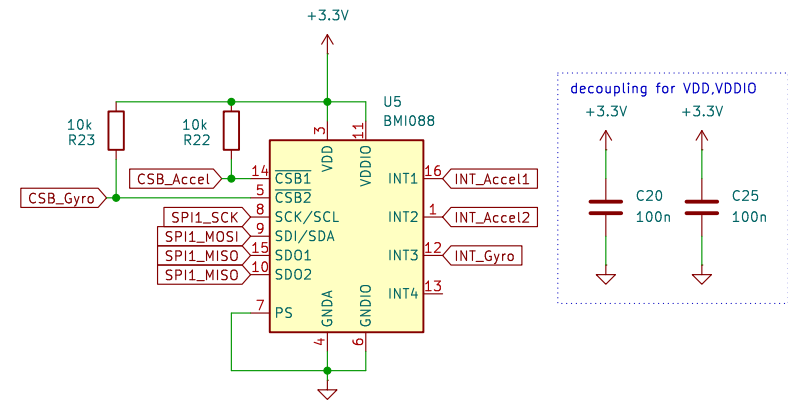 +3.3V
U5
BMI088
10k
R23
10k
R22
3
11
VDD
VDDIO
CSB_Accel
14
CSB1
CSB_Gyro
5
CSB2
SPI1_SCK
8
SCK/SCL
SPI1_MOSI
9
SDI/SDA
SPI1_MISO
15
SDO1
SPI1_MISO
10
SDO2
7
PS
INT1
16
INT_Accel1
INT2
1
INT_Accel2
INT3
12
INT_Gyro
INT4
13
GNDA
GNDIO
4
6
decoupling for VDD,VDDIO
+3.3V
+3.3V
C20
100n
C25
100n